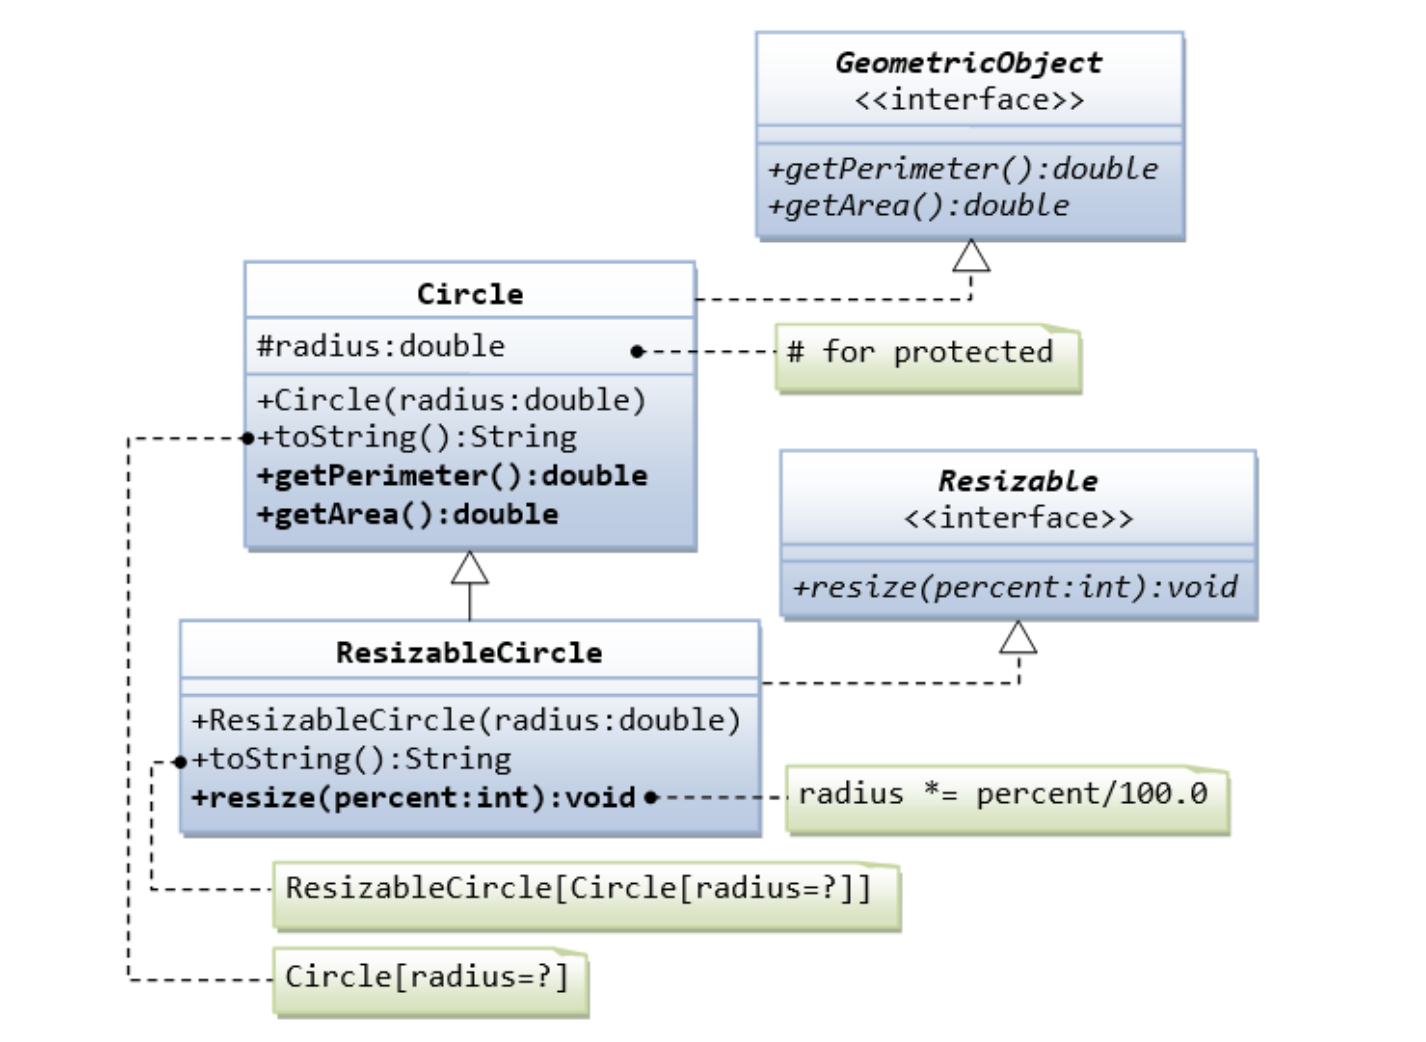 GeometricObject
<<interface>>
+getPerimeter():double
+getArea():double
Circle
#radius:double
# for protected
+Circle(radius:double)
+toString():String
+getPerimeter():double
+getArea():double
Resizable
<<interface>>
+resize(percent:int):void
ResizableCircle
+ResizableCircle(radius:double)
+toString():String
+resize(percent:int):void
radius *= percent/100.0
ResizableCircle[Circle[radius=?]]
Circle[radius=?]